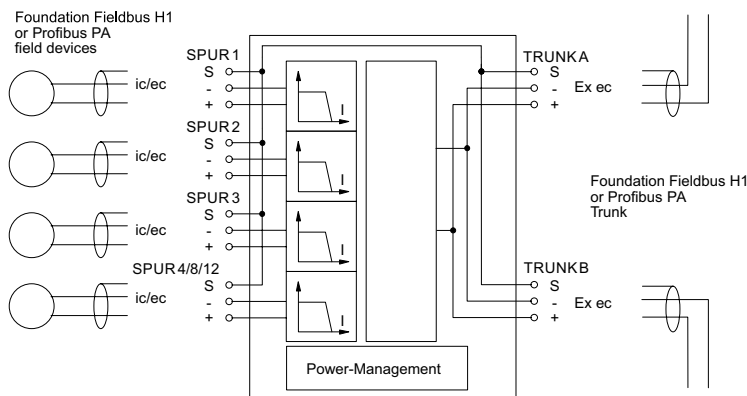 Foundation Fieldbus H1
or Profibus PA
field devices
SPUR 1
S
-
+
ic/ec
I
SPUR 2
S
-
+
ic/ec
I
SPUR 3
S
-
+
ic/ec
I
SPUR 4/8/12
S
-
+
ic/ec
I
Power-Management
TRUNK A
S
-
+
Ex ec
Foundation Fieldbus H1
or Profibus PA
Trunk
TRUNK B
S
-
+
Ex ec